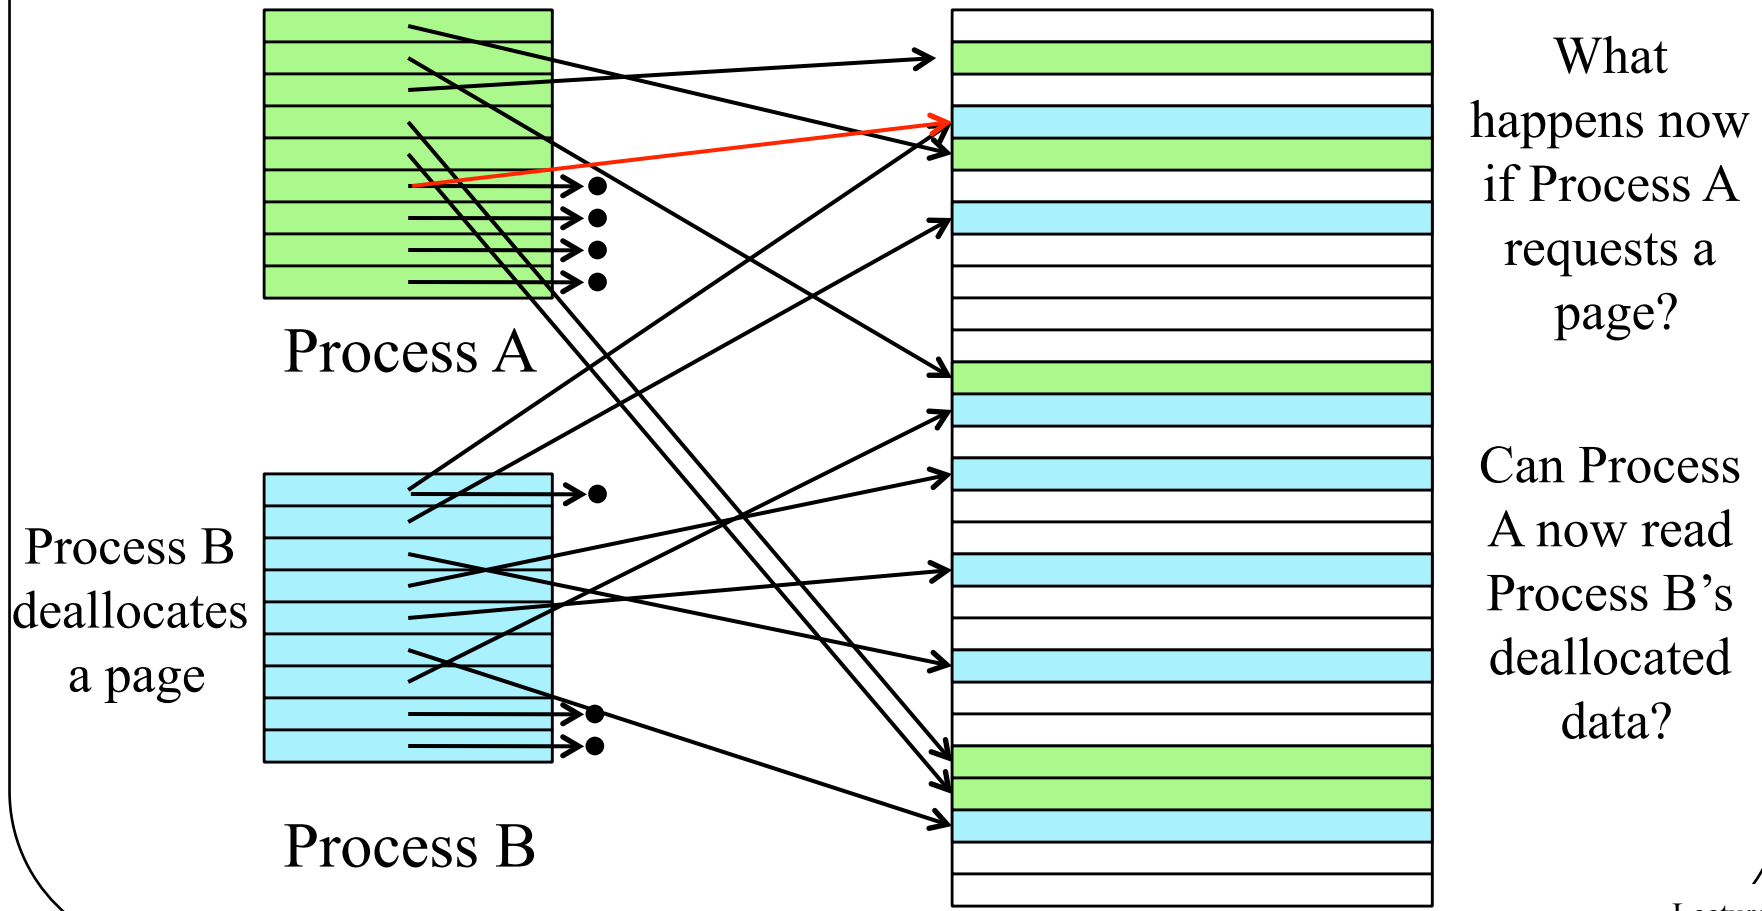 What
happens now
if Process A
requests a
page?
Process A
Can Process
A now read
Process B’s
deallocated
data?
Process B
deallocates
a page
Process B